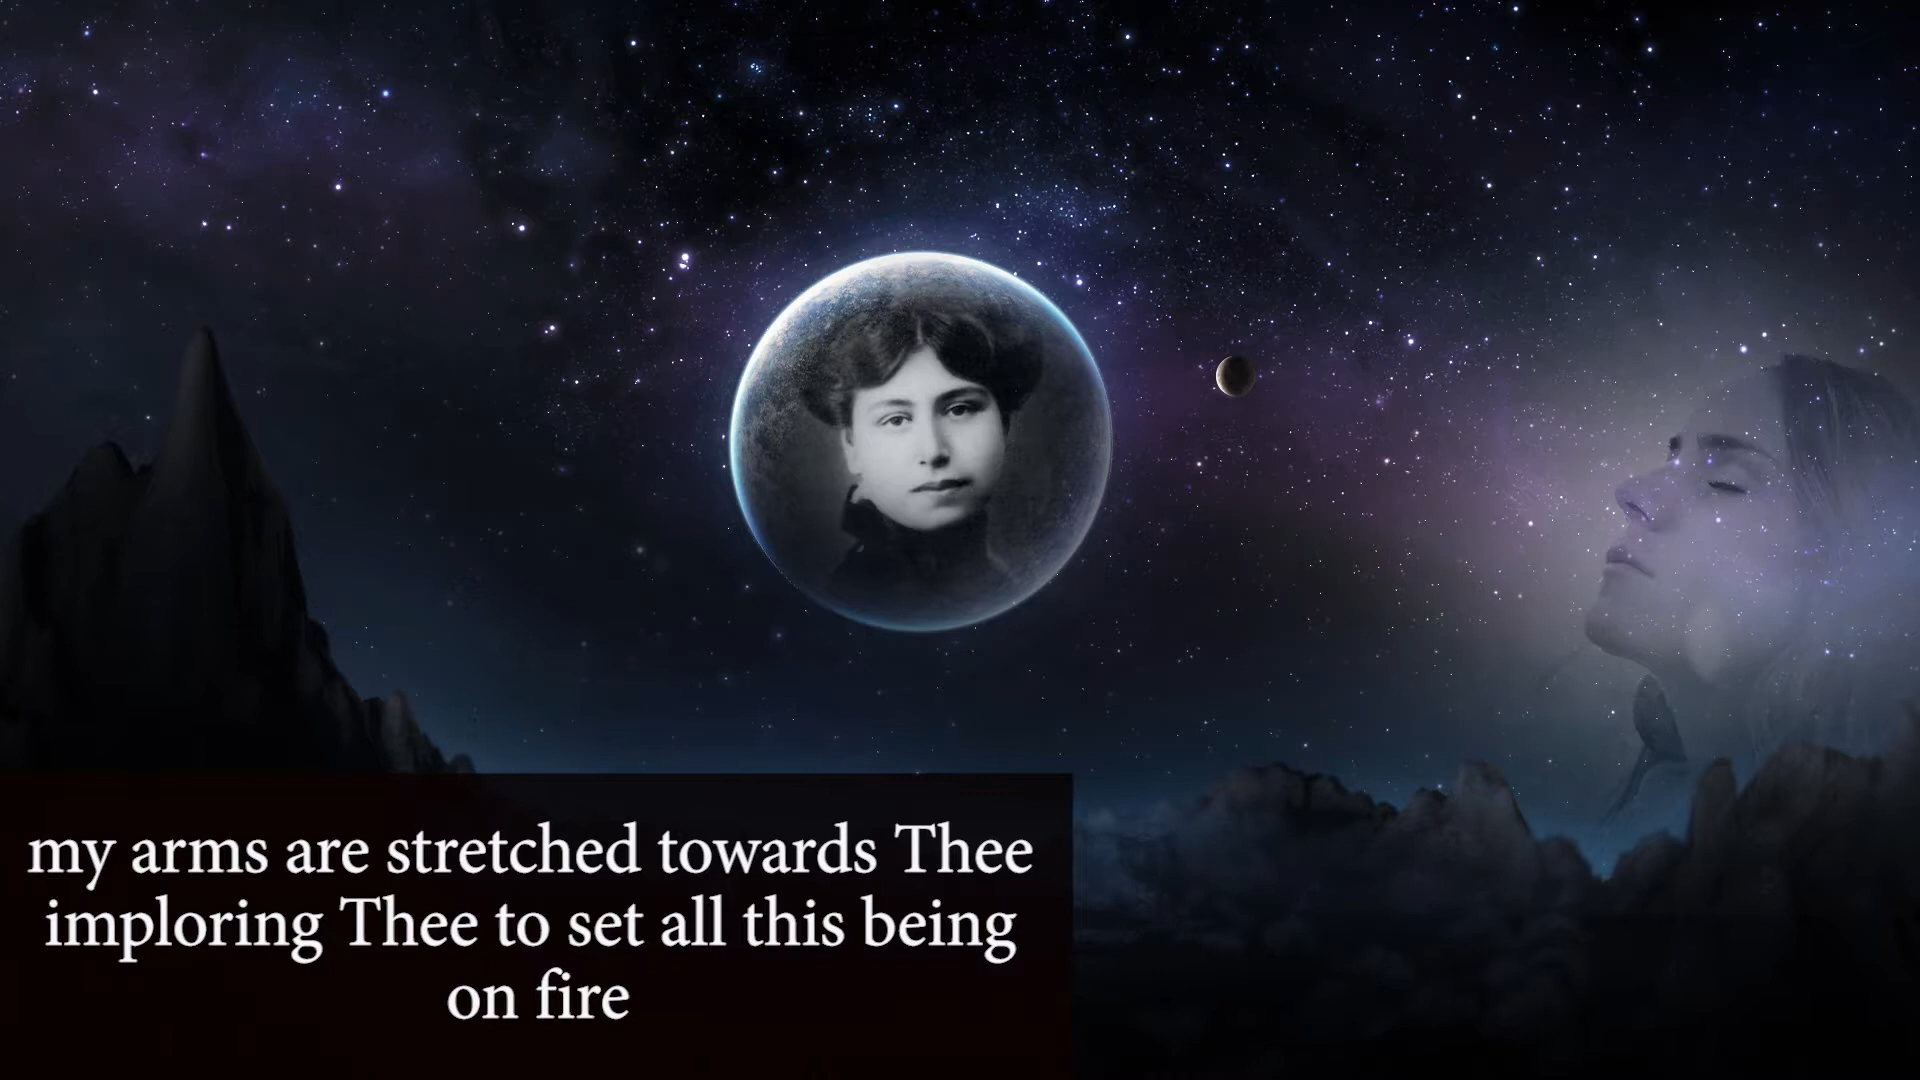 my arms are stretched towards Thee
imploring Thee to set all this being
on fire